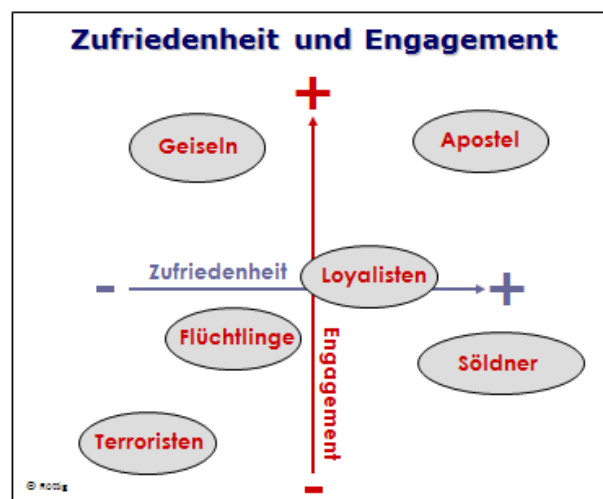 Zufriedenheit und Engagement
+
Geiseln
Apostel
Zufriedenheit
Loyalisten
-
+
Flüchtlinge
Engagement
Söldner
Terroristen
-